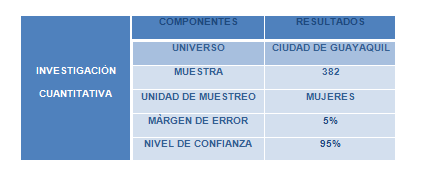 COMPONENTES RESULTADOS
UNIVERSO CIUDAD DE GUAYAQUIL
INVESTIGACIÓN
CUANTITATIVA
MUESTRA 382
UNIDAD DE MUESTREO MUJERES
MÁRGEN DE ERROR 5%
NIVEL DE CONFIANZA 95%